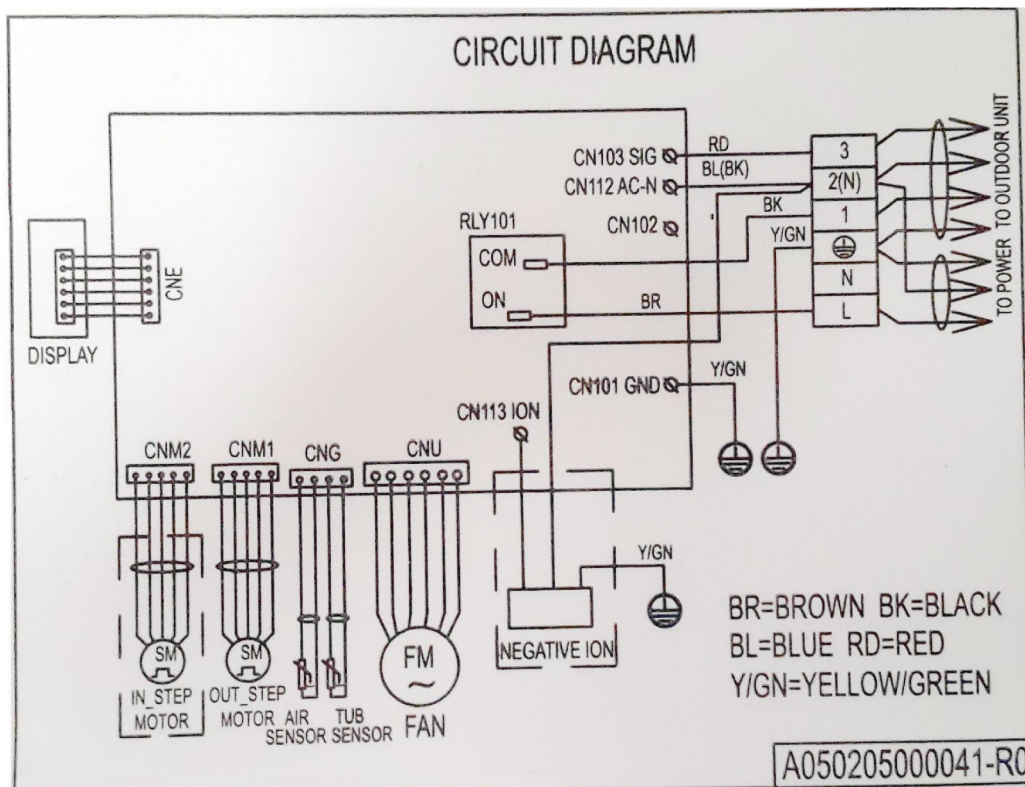 CIRCUIT DIAGRAM
CN103 SIG
RD
3
BL(BK)
CN112 AC-N
2(N)
CN102
BK
1
Y/GN
N
L
TO POWER TO OUTDOOR UNIT
RLY101
COM
ON
BR
CNE
DISPLAY
CN101 GND
Y/GN
CN113 ION
CNM2
CNM1
CNG
CNU
Y/GN
SM
SM
FM
~
NEGATIVE ION
IN_STEP
MOTOR
OUT_STEP
MOTOR
AIR
SENSOR
TUB
SENSOR
FAN
BR=BROWN BK=BLACK
BL=BLUE RD=RED
Y/GN=YELLOW/GREEN
A050205000041-R0